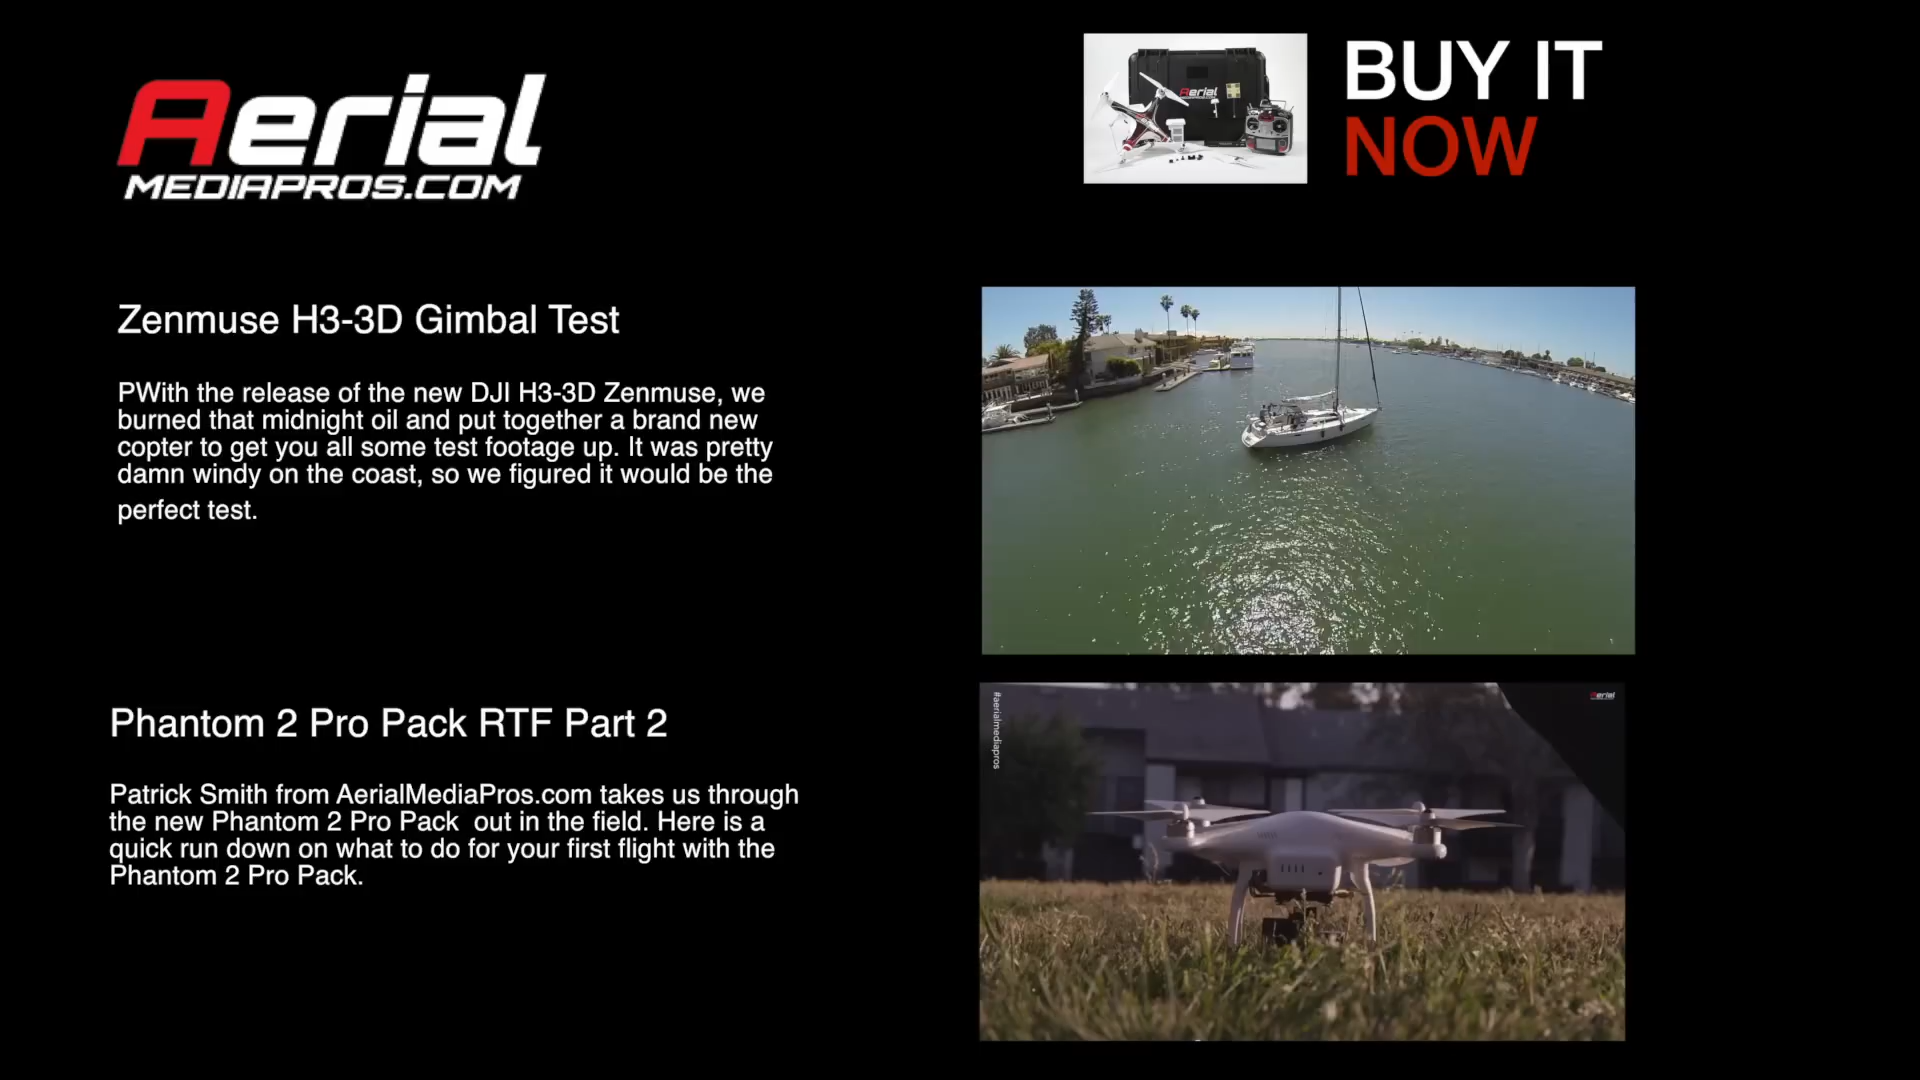 Aerial
MEDIAPROS.COM
Aerial
BUY IT
NOW
Zenmuse H3-3D Gimbal Test
PWith the release of the new DJI H3-3D Zenmuse, we
burned that midnight oil and put together a brand new
copter to get you all some test footage up. It was pretty
damn windy on the coast, so we figured it would be the
perfect test.
Phantom 2 Pro Pack RTF Part 2
Patrick Smith from AerialMediaPros.com takes us through
the new Phantom 2 Pro Pack  out in the field. Here is a
quick run down on what to do for your first flight with the
Phantom 2 Pro Pack.
#aerialmediapros
Aerial